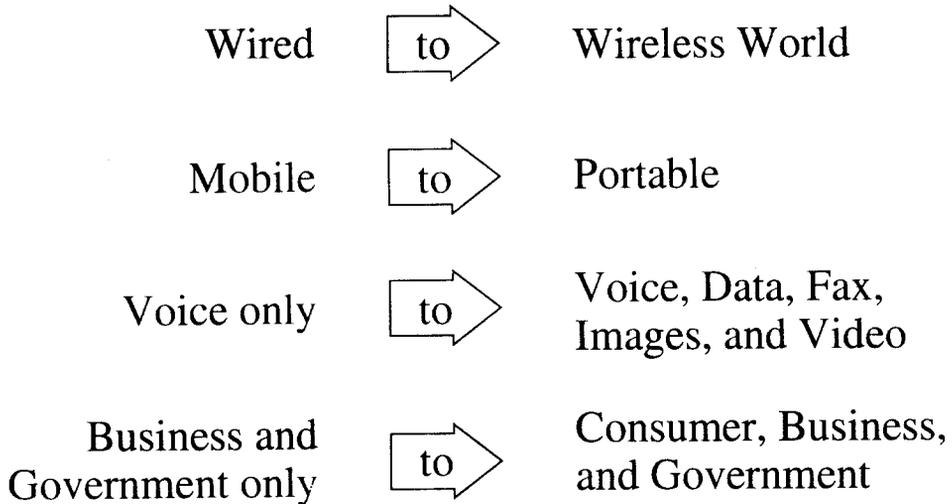 Wired to Wireless World
Mobile to Portable
Voice only to Voice, Data, Fax,
Images, and Video
Business and
Government only to Consumer, Business,
and Government